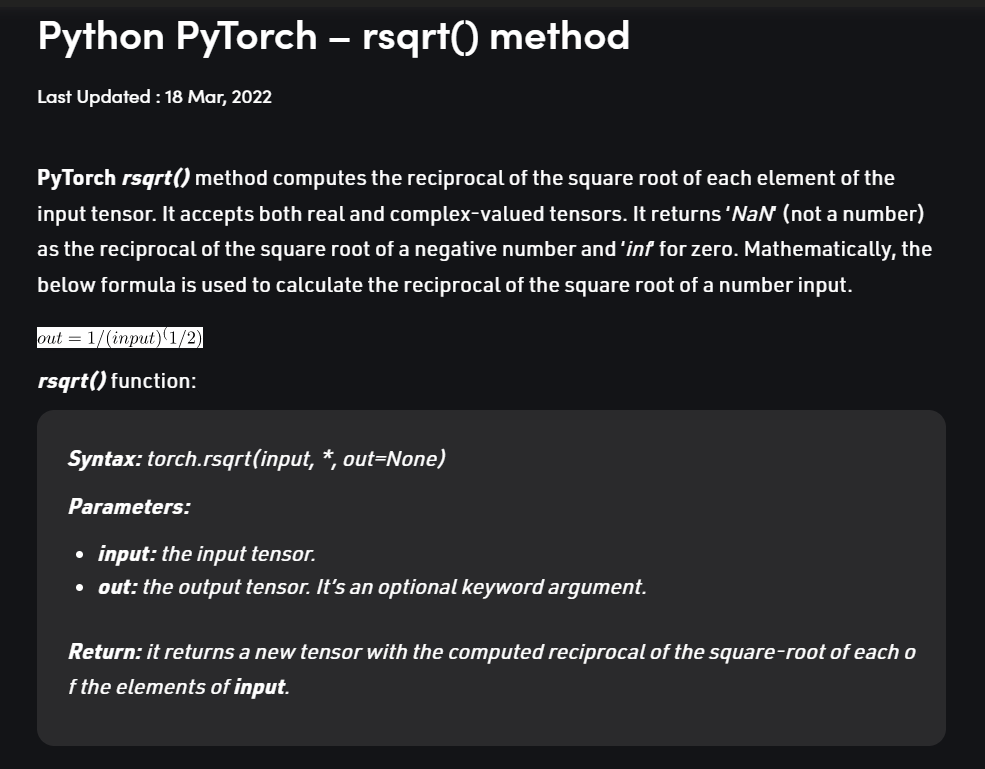 Python PyTorch – rsqrt() method
Last Updated : 18 Mar, 2022
PyTorch rsqrt() method computes the reciprocal of the square root of each element of the
input tensor. It accepts both real and complex-valued tensors. It returns ‘NaN’ (not a number)
as the reciprocal of the square root of a negative number and ‘inf’ for zero. Mathematically, the
below formula is used to calculate the reciprocal of the square root of a number input.
out = 1/(input)^(1/2)
rsqrt() function:
Syntax: torch.rsqrt(input, *, out=None)
Parameters:
• input: the input tensor.
• out: the output tensor. It’s an optional keyword argument.
Return: it returns a new tensor with the computed reciprocal of the square-root of each o
f the elements of input.